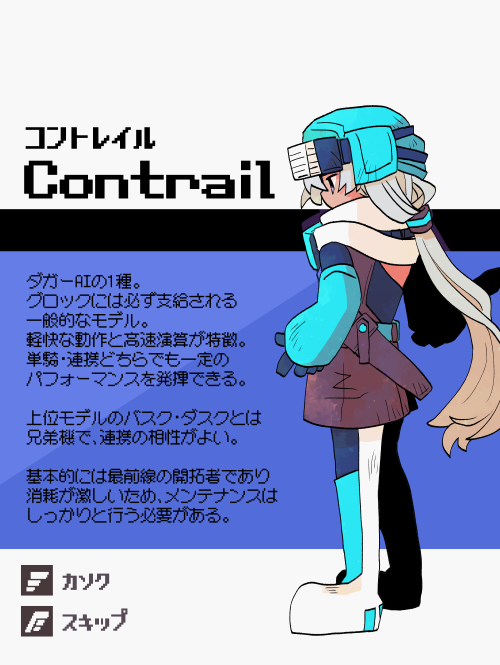 コントレイル
Contrail
ダガーAIの1種。
グロックには必ず支給される
一般的なモデル。
軽快な動作と高速演算が特徴。
単騎・連携どちらでも一定の
パフォーマンスを発揮できる。
上位モデルのバスク・ダスクとは
兄弟機で、連携の相性がよい。
基本的には最前線の開拓者であり
消耗が激しいため、メンテナンスは
しっかりと行う必要がある。
カソク
スキップ